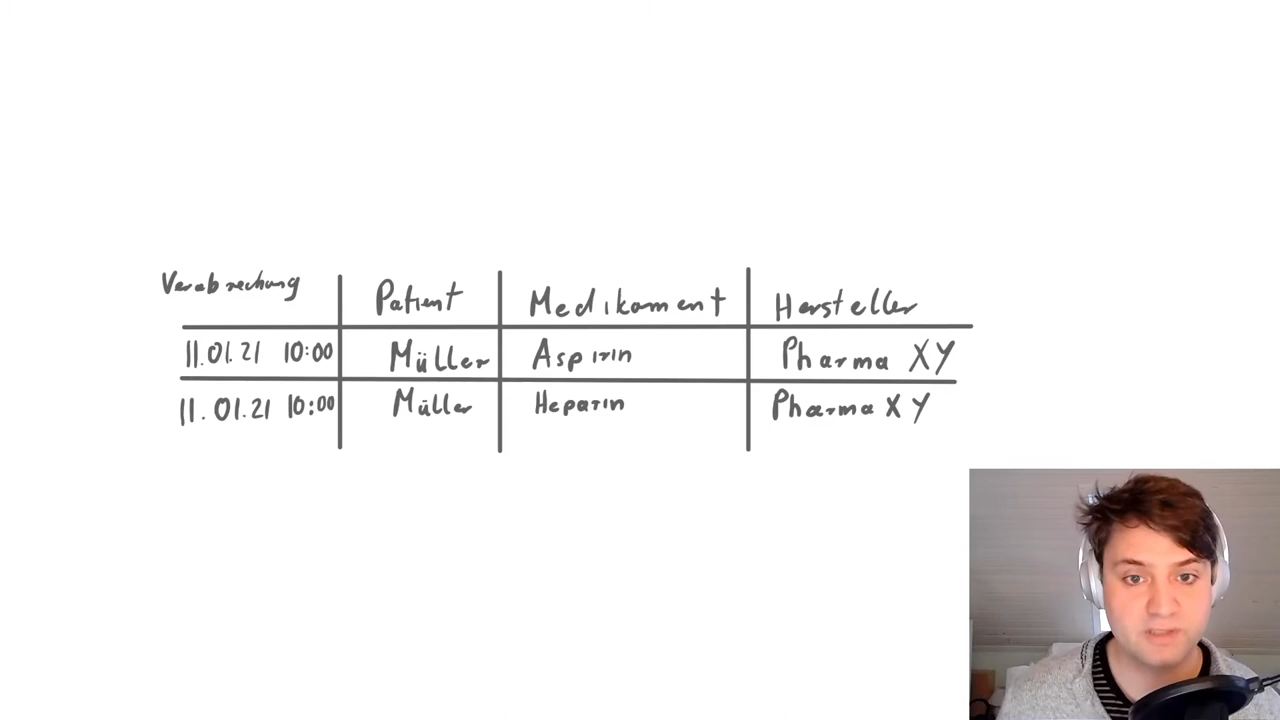 Verabrechung Patient Medikament Hersteller
11.01.21 10:00 Müller Aspirin Pharma XY
11.01.21 10:00 Müller Heparin Pharma XY